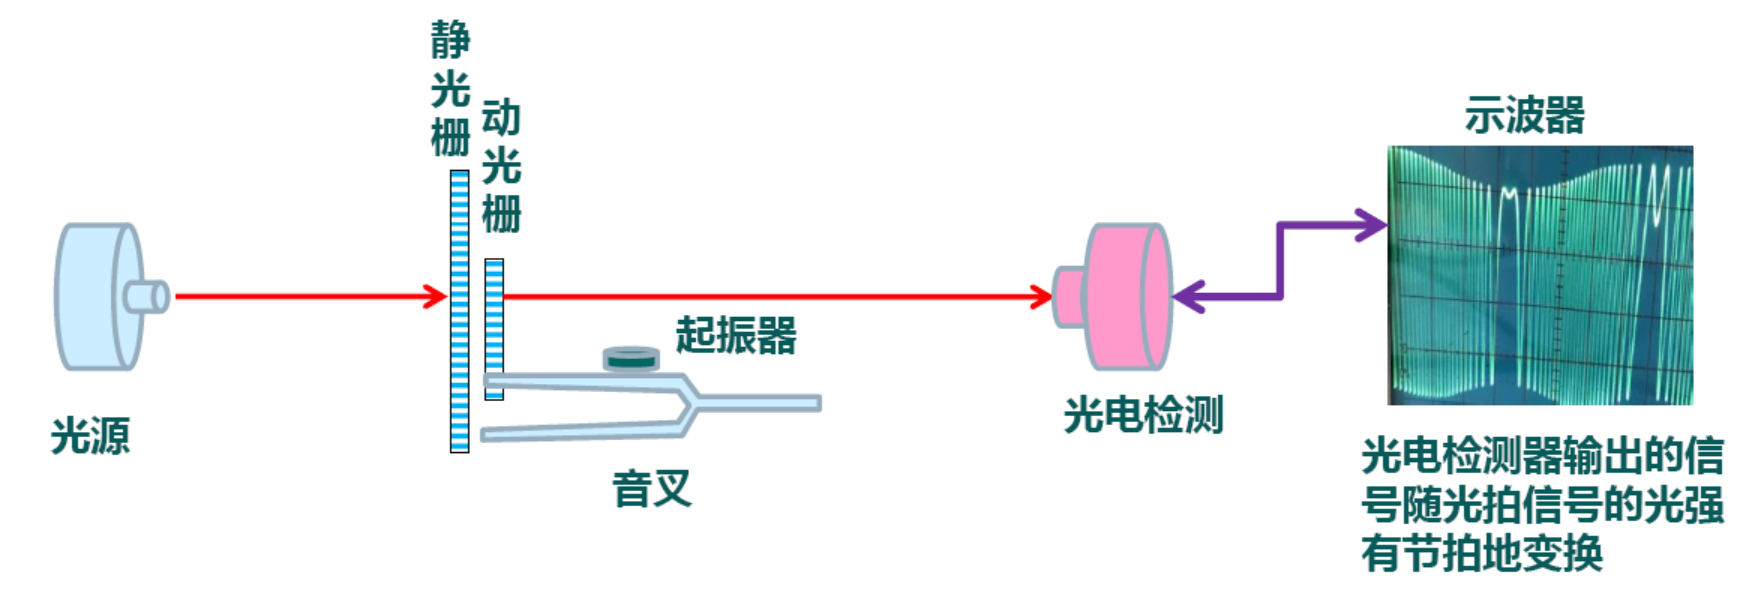 静光栅
动光栅
示波器
起振器
光源
音叉
光电检测
光电检测器输出的信
号随光拍信号的光强
有节拍地变换